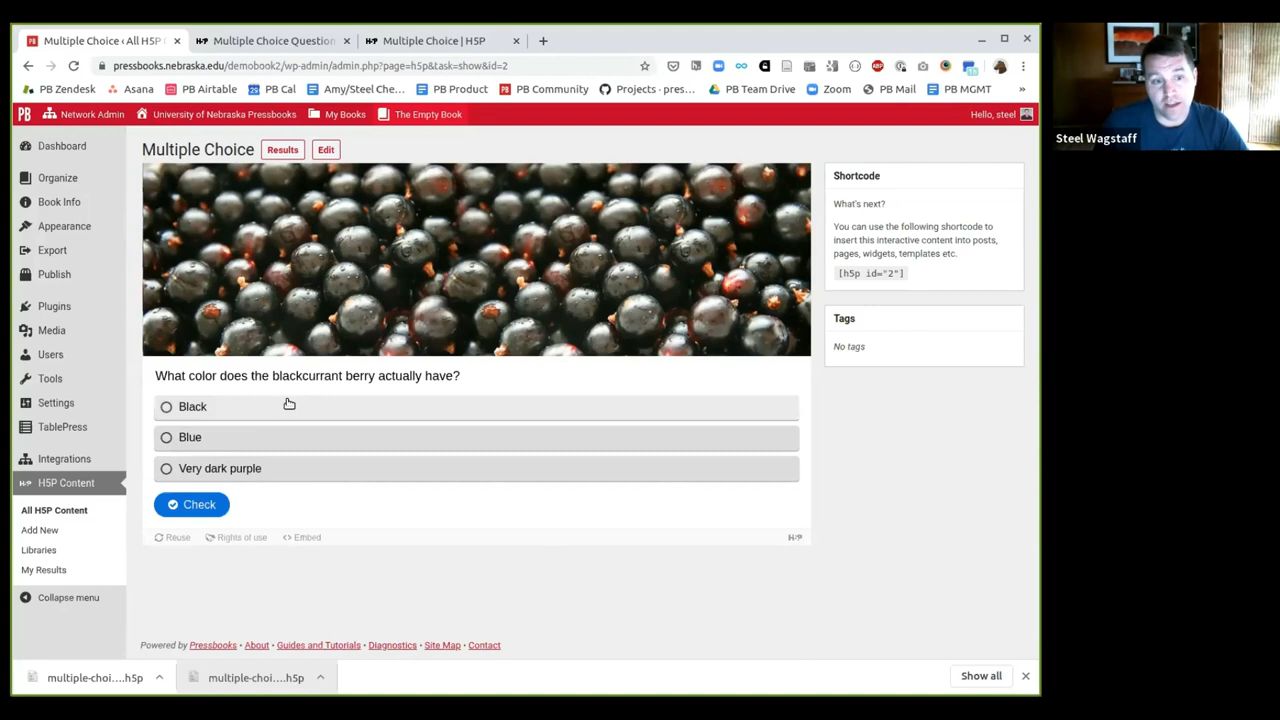 Multiple Choice ‹ All H5P
Multiple Choice Question
Multiple Choice | H5P
pressbooks.nebraska.edu/demobook2/wp-admin/admin.php?page=h5p&task=show&id=2
PB Zendesk
Asana
PB Airtable
PB Cal
Amy/Steel Che...
PB Product
PB Community
Projects · pres...
PB Team Drive
Zoom
PB Mail
PB MGMT
»
PB
Network Admin
University of Nebraska Pressbooks
My Books
The Empty Book
Hello, steel
Steel Wagstaff
Dashboard
Organize
Book Info
Appearance
Export
Publish
Plugins
Media
Users
Tools
Settings
TablePress
Integrations
H5P Content
All H5P Content
Add New
Libraries
My Results
Collapse menu
Multiple Choice
Results
Edit
What color does the blackcurrant berry actually have?
Black
Blue
Very dark purple
Check
Reuse
Rights of use
<> Embed
H5P
Shortcode
What's next?
You can use the following shortcode to
insert this interactive content into posts,
pages, widgets, templates etc.
[h5p id="2"]
Tags
No tags
Powered by Pressbooks • About • Guides and Tutorials • Diagnostics • Site Map • Contact
multiple-choi....h5p
multiple-choi....h5p
Show all